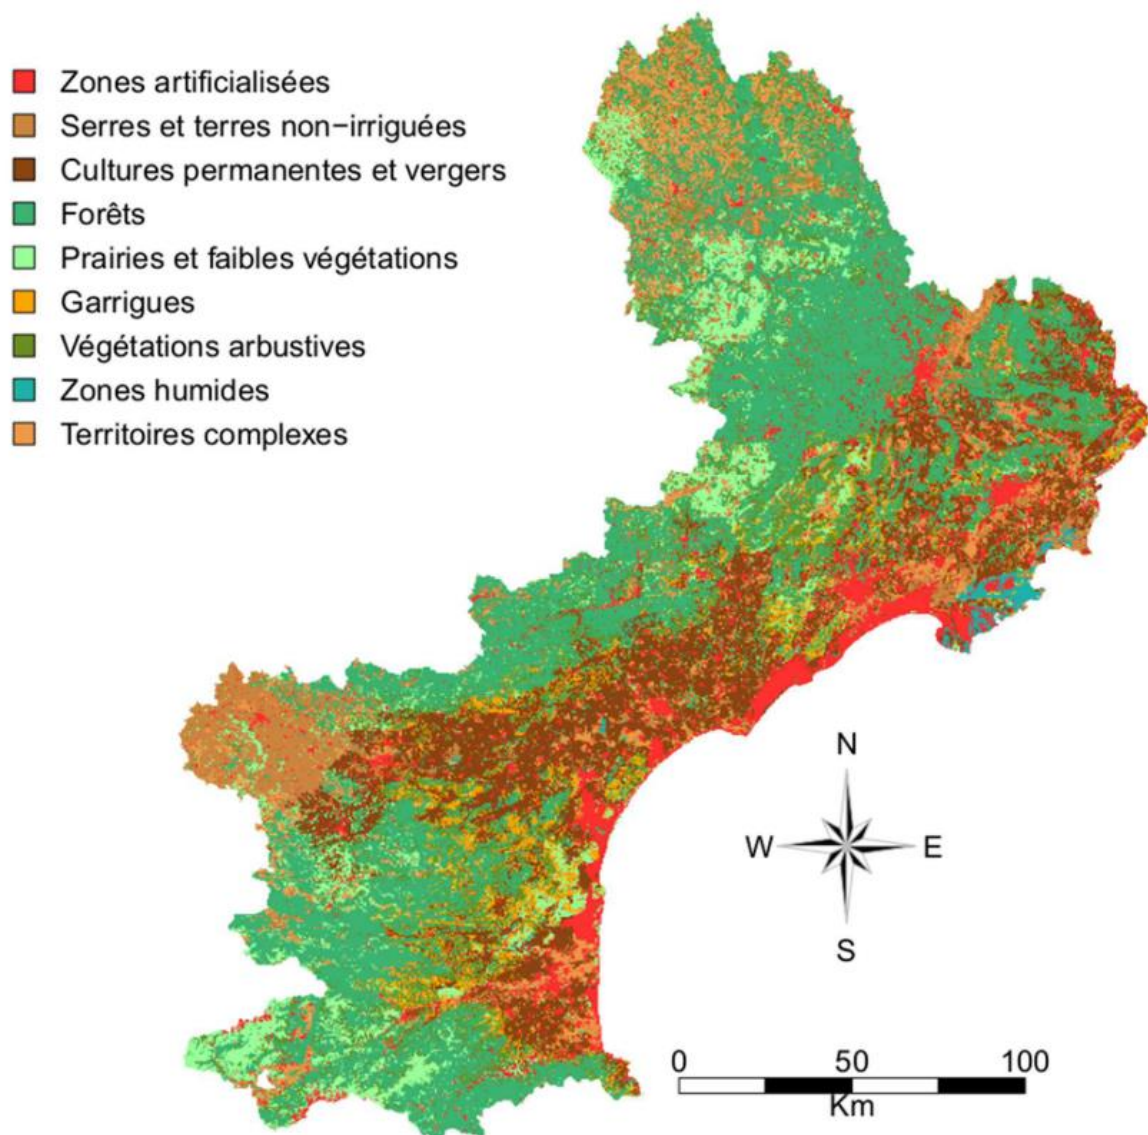 Zones artificialisées
Serres et terres non−irriguées
Cultures permanentes et vergers
Forêts
Prairies et faibles végétations
Garrigues
Végétations arbustives
Zones humides
Territoires complexes
N
W
E
S
0
50
100
Km